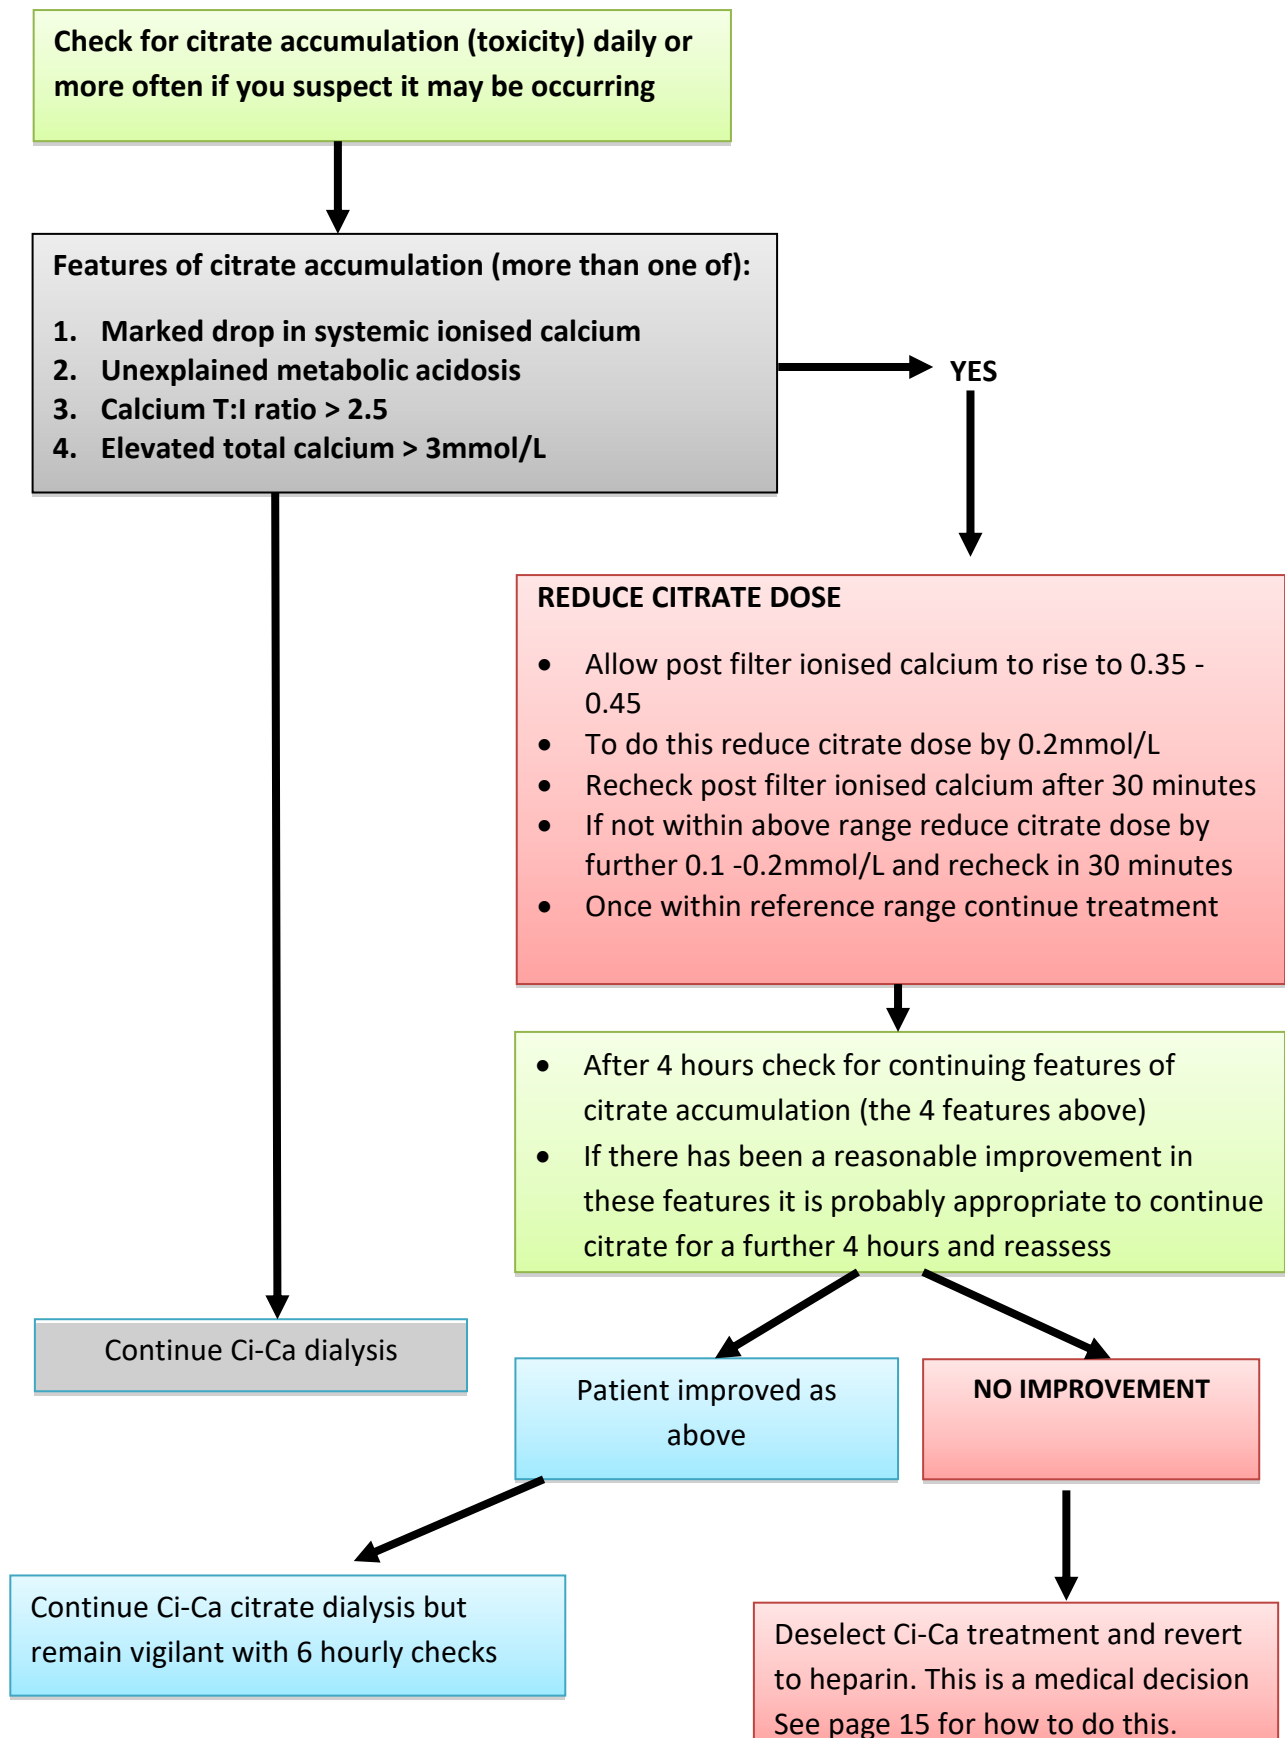 Check for citrate accumulation (toxicity) daily or
more often if you suspect it may be occurring
Features of citrate accumulation (more than one of):
1. Marked drop in systemic ionised calcium
2. Unexplained metabolic acidosis
3. Calcium T:I ratio > 2.5
4. Elevated total calcium > 3mmol/L
YES
REDUCE CITRATE DOSE
• Allow post filter ionised calcium to rise to 0.35 -
0.45
• To do this reduce citrate dose by 0.2mmol/L
• Recheck post filter ionised calcium after 30 minutes
• If not within above range reduce citrate dose by
further 0.1 -0.2mmol/L and recheck in 30 minutes
• Once within reference range continue treatment
• After 4 hours check for continuing features of
citrate accumulation (the 4 features above)
• If there has been a reasonable improvement in
these features it is probably appropriate to continue
citrate for a further 4 hours and reassess
Continue Ci-Ca dialysis
Patient improved as
above
NO IMPROVEMENT
Continue Ci-Ca citrate dialysis but
remain vigilant with 6 hourly checks
Deselect Ci-Ca treatment and revert
to heparin. This is a medical decision
See page 15 for how to do this.